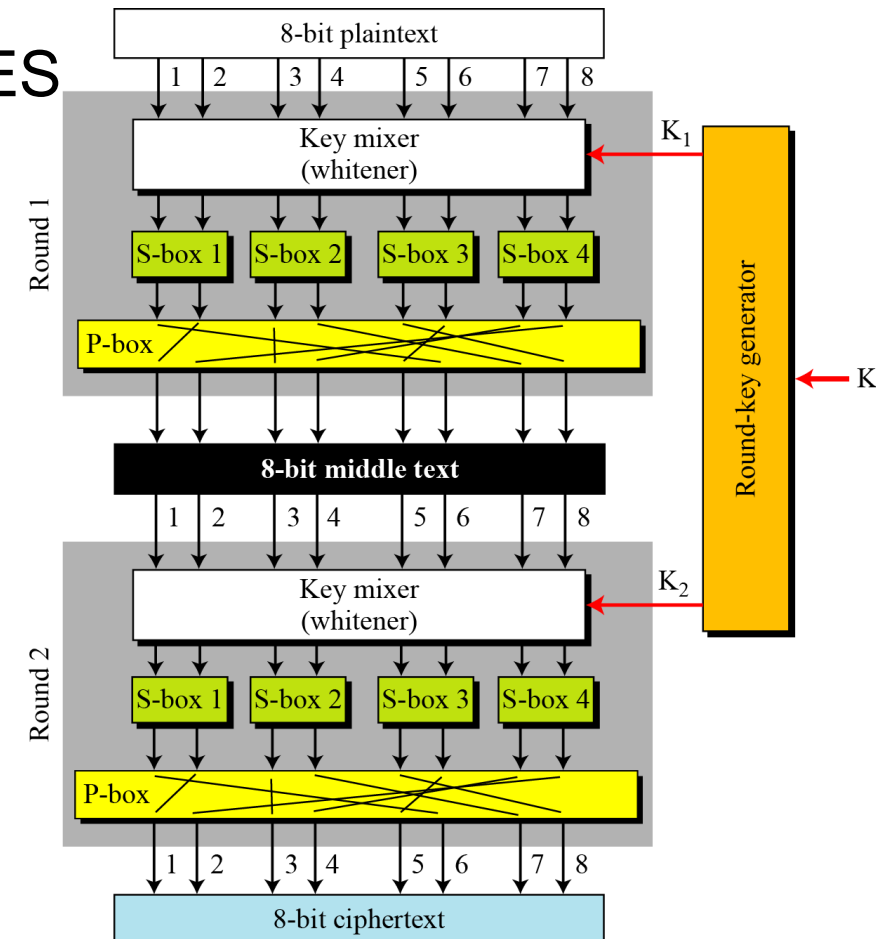 ES
8-bit plaintext
1 2 3 4 5 6 7 8
Key mixer
(whitener)
K1
Round 1
S-box 1 S-box 2 S-box 3 S-box 4
P-box
Round-key generator
K
8-bit middle text
1 2 3 4 5 6 7 8
Key mixer
(whitener)
K2
Round 2
S-box 1 S-box 2 S-box 3 S-box 4
P-box
1 2 3 4 5 6 7 8
8-bit ciphertext